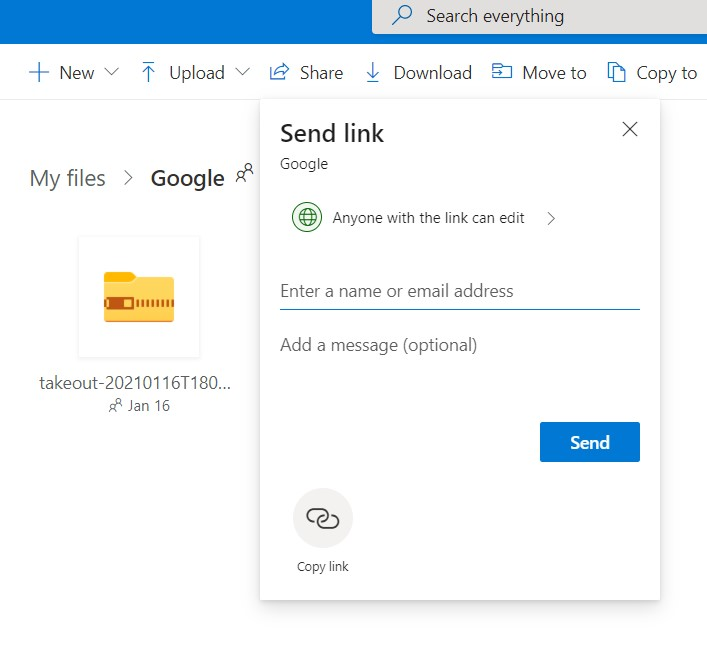 Search everything
New Upload Share Download Move to Copy to
My files Google
takeout-20210116T180...
Jan 16
Send link
Google
Anyone with the link can edit
Enter a name or email address
Add a message (optional)
Send
Copy link